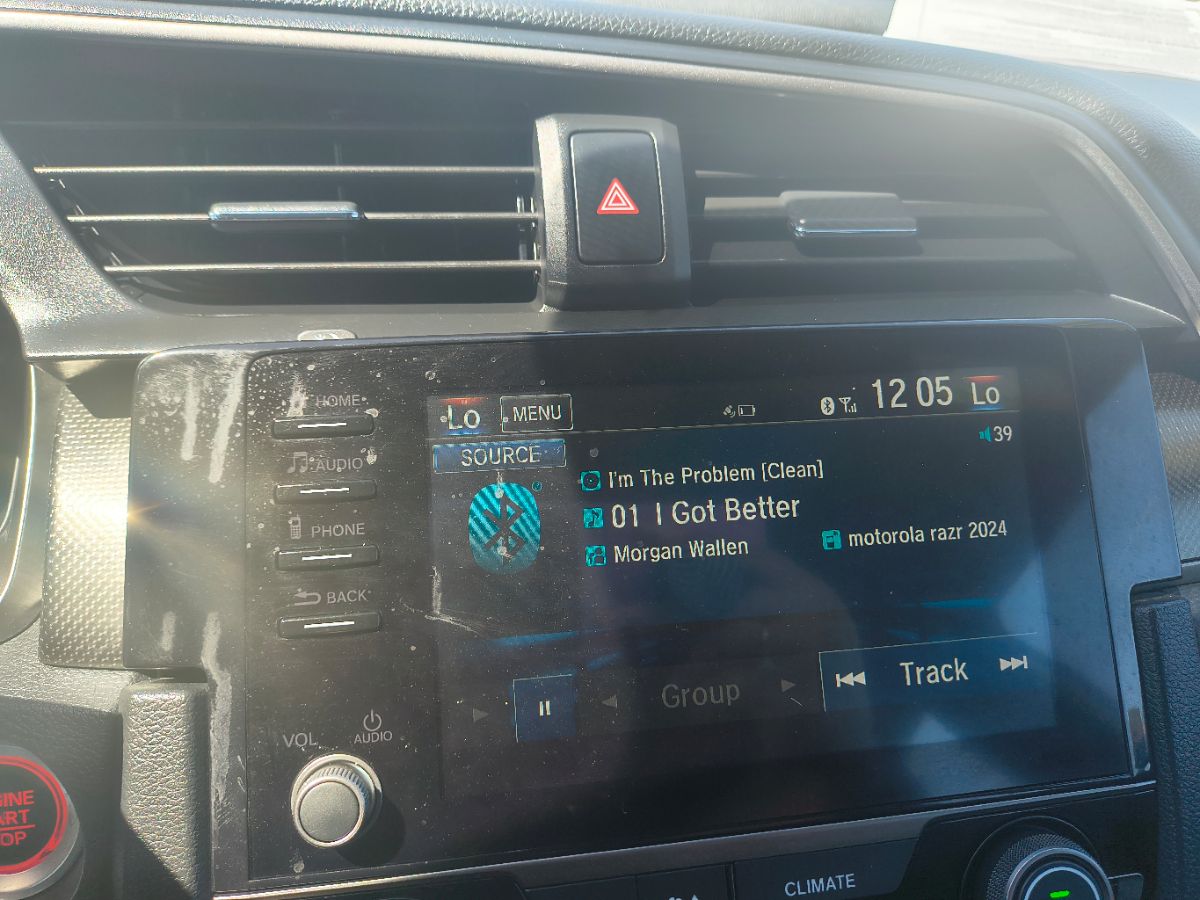 HOME
AUDIO
PHONE
BACK
VOL
AUDIO
Lo MENU 12 05 Lo
SOURCE 39
I'm The Problem [Clean]
01 I Got Better
Morgan Wallen motorola razr 2024
Group Track
CLIMATE